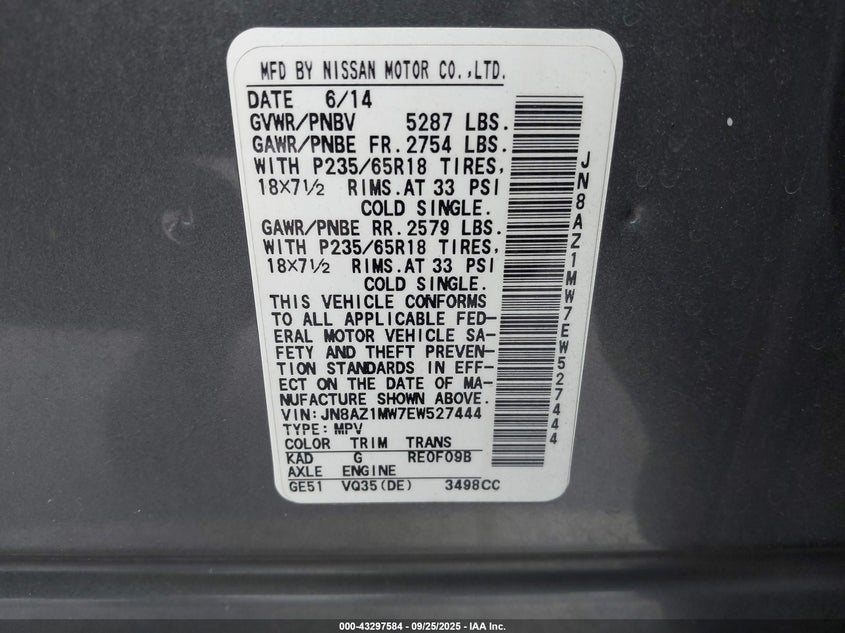 MFD BY NISSAN MOTOR CO.,LTD.
DATE 6/14
GVWR/PNBV 5287 LBS.
GAWR/PNBE FR.2754 LBS.
WITH P235/65R18 TIRES,
18X7½ RIMS.AT 33 PSI
COLD SINGLE.
GAWR/PNBE RR.2579 LBS.
WITH P235/65R18 TIRES,
18X7½ RIMS.AT 33 PSI
COLD SINGLE.
THIS VEHICLE CONFORMS
TO ALL APPLICABLE FED-
ERAL MOTOR VEHICLE SA-
FETY AND THEFT PREVEN-
TION STANDARDS IN EFF-
ECT ON THE DATE OF MA-
NUFACTURE SHOWN ABOVE.
VIN:JN8AZ1MW7EW527444
TYPE:MPV
COLOR TRIM TRANS
KAD G RE0F09B
AXLE ENGINE
GE51 VQ35(DE) 3498CC
JN8AZ1MW7EW527444
000-43297584 - 09/25/2025 - IAA Inc.